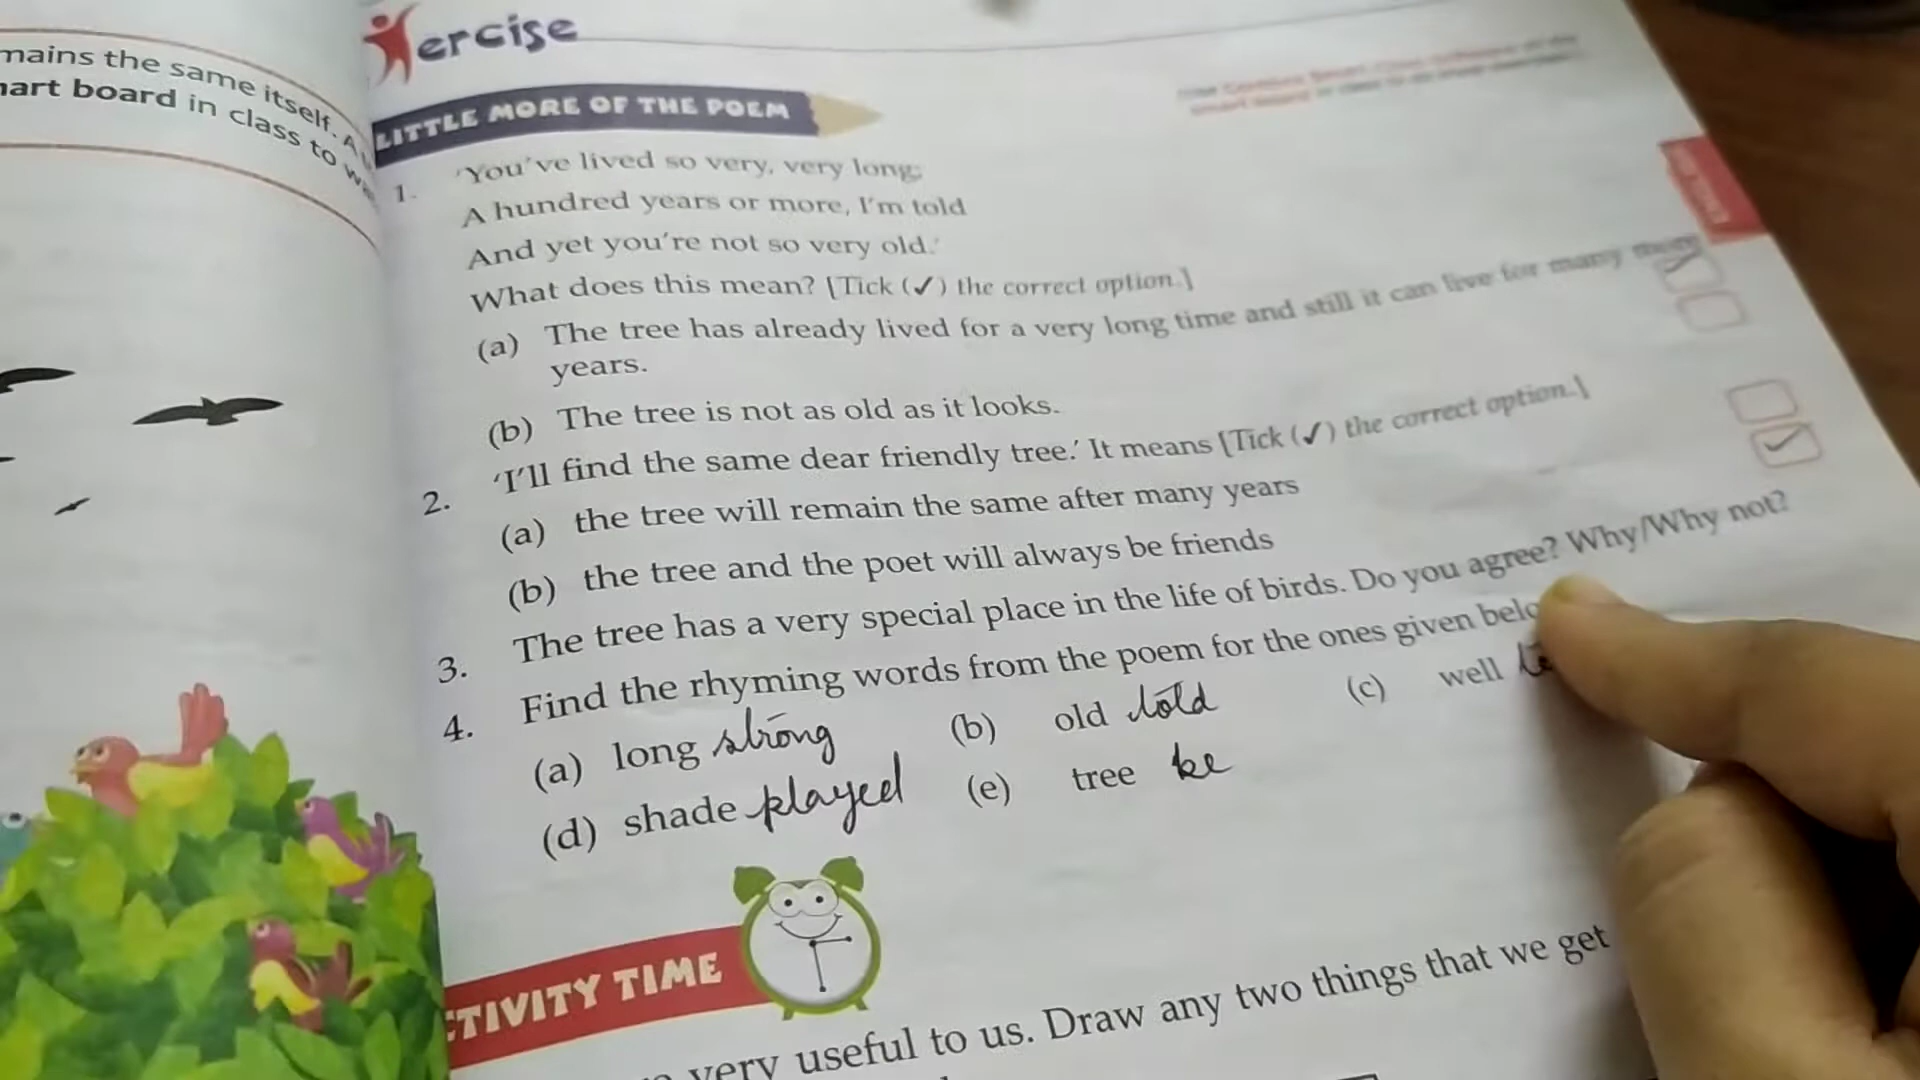 mains the same itself. A
mart board in class to
ercise
LITTLE MORE OF THE POEM
1. 'You've lived so very, very long;
A hundred years or more, I'm told
And yet you're not so very old.'
What does this mean? [Tick (✓) the correct option.]
(a) The tree has already lived for a very long time and still it can live for many more
years.
(b) The tree is not as old as it looks.
2. 'I'll find the same dear friendly tree.' It means [Tick (✓) the correct option.]
(a) the tree will remain the same after many years
(b) the tree and the poet will always be friends
3. The tree has a very special place in the life of birds. Do you agree? Why/Why not?
4. Find the rhyming words from the poem for the ones given belo
(a) long strong (b) old told (c) well
(d) shade played (e) tree be
TIVITY TIME
very useful to us. Draw any two things that we get